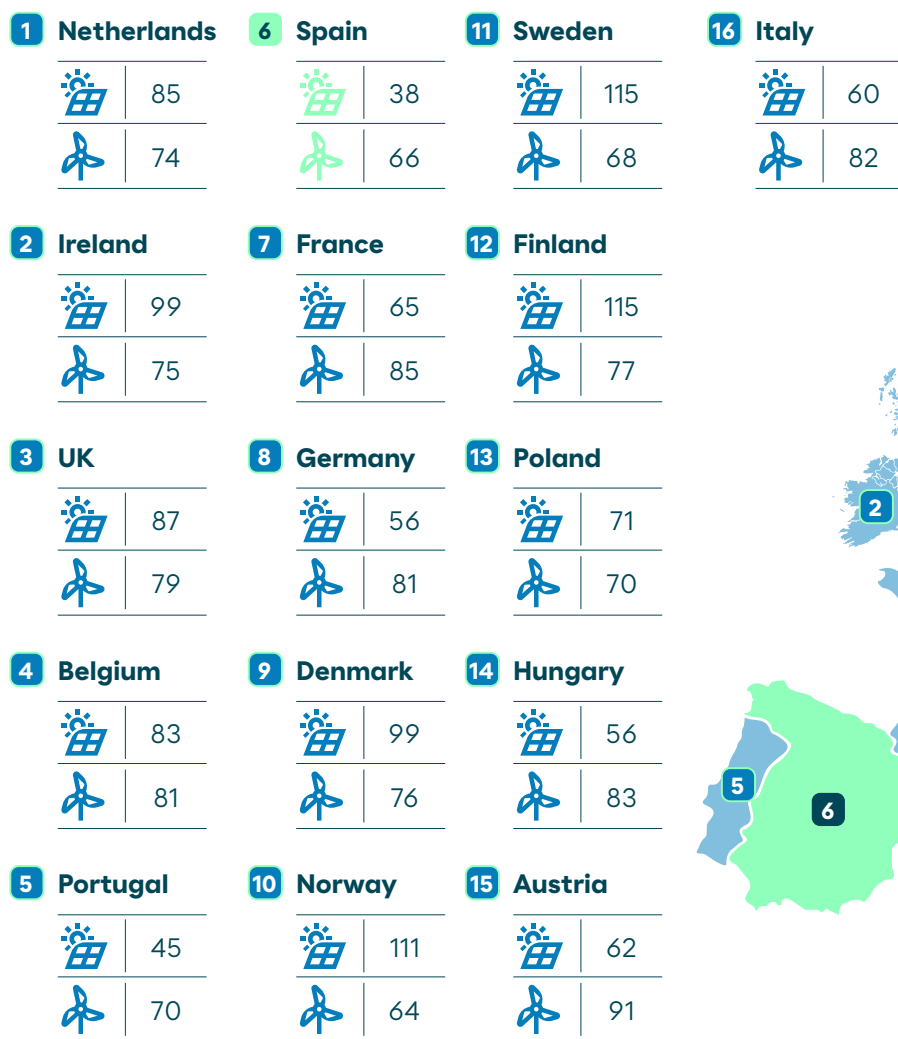 1 Netherlands
85
74
6 Spain
38
66
11 Sweden
115
68
16 Italy
60
82
2 Ireland
99
75
7 France
65
85
12 Finland
115
77
3 UK
87
79
8 Germany
56
81
13 Poland
71
70
4 Belgium
83
81
9 Denmark
99
76
14 Hungary
56
83
5 Portugal
45
70
10 Norway
111
64
15 Austria
62
91
2
5
6